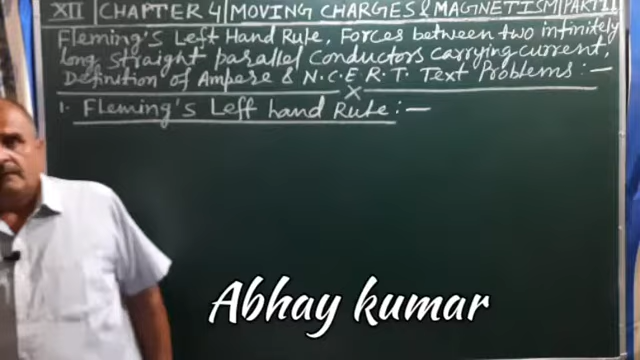 XII | CHAPTER 4 | MOVING CHARGES & MAGNETISM | PART 11
Fleming's Left Hand Rule, Forces between two infinitely
long straight parallel conductors carrying current,
Definition of Ampere & N.C.E.R.T. Text Problems:—
1. Fleming's Left hand Rule:—
Abhay kumar